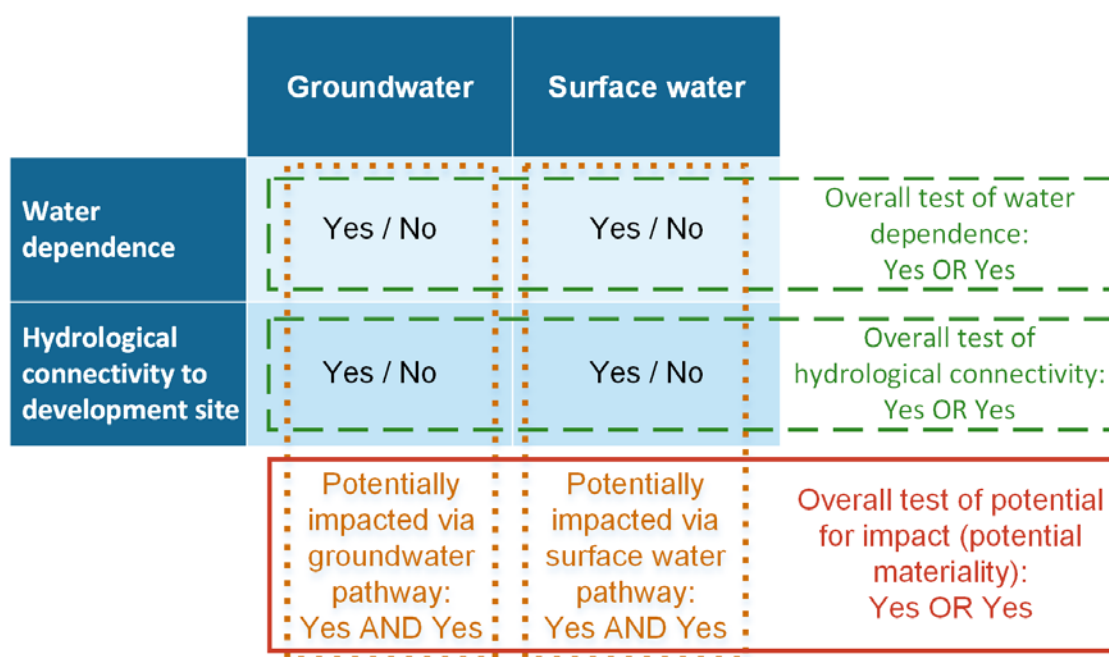 Groundwater
Surface water
Water
dependence
Yes / No
Yes / No
Overall test of water
dependence:
Yes OR Yes
Hydrological
connectivity to
development site
Yes / No
Yes / No
Overall test of
hydrological connectivity:
Yes OR Yes
Potentially
impacted via
groundwater
pathway:
Yes AND Yes
Potentially
impacted via
surface water
pathway:
Yes AND Yes
Overall test of potential
for impact (potential
materiality):
Yes OR Yes